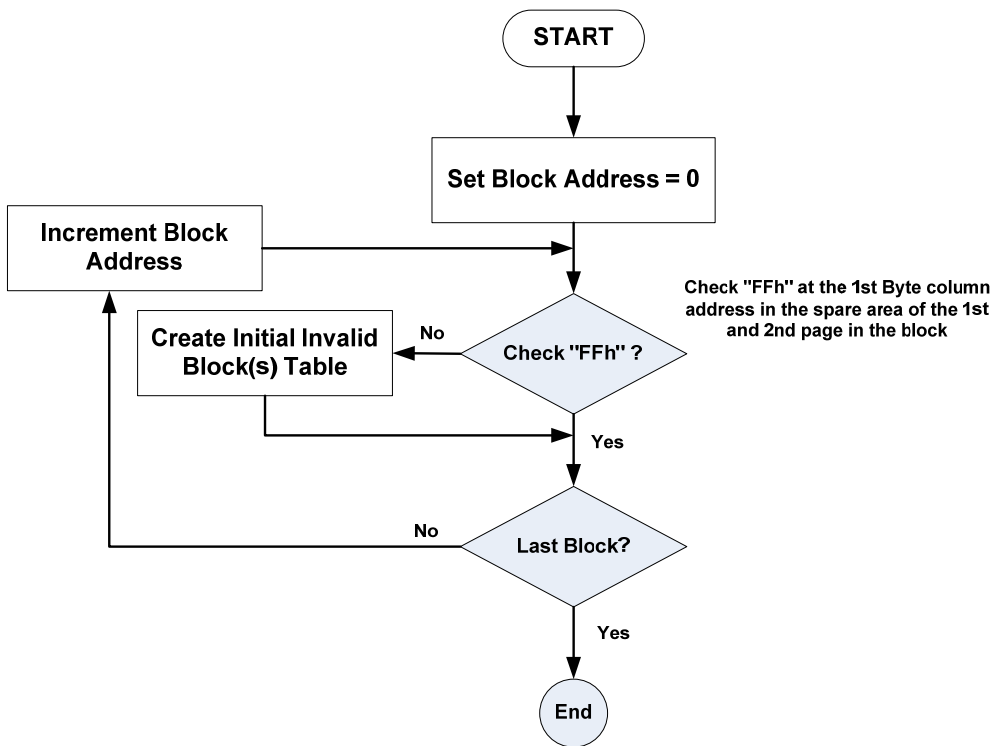 START
Set Block Address = 0
Increment Block
Address
Check "FFh" at the 1st Byte column
address in the spare area of the 1st
and 2nd page in the block
Create Initial Invalid
Block(s) Table
No
Check "FFh" ?
Yes
No
Last Block?
Yes
End